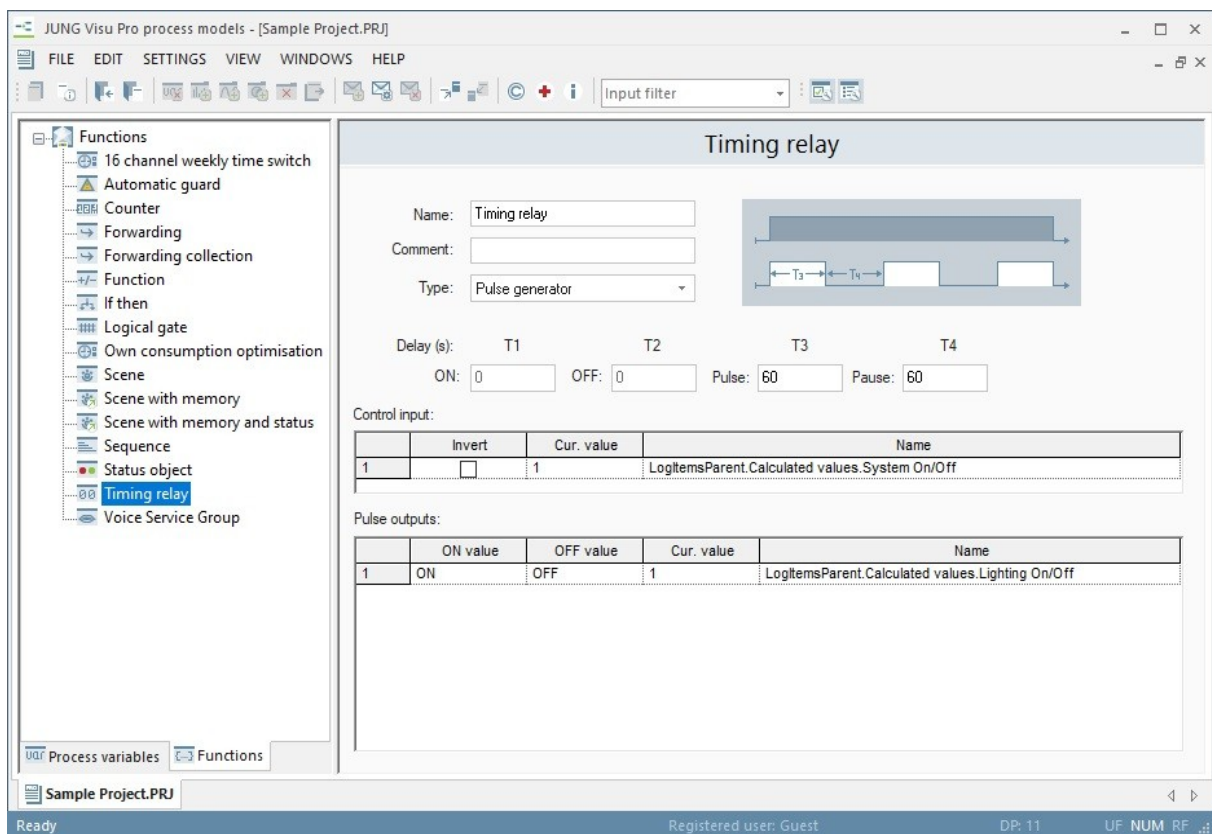 JUNG Visu Pro process models - [Sample Project.PRJ]
FILE EDIT SETTINGS VIEW WINDOWS HELP
Input filter
Functions
16 channel weekly time switch
Automatic guard
Counter
Forwarding
Forwarding collection
Function
If then
Logical gate
Own consumption optimisation
Scene
Scene with memory
Scene with memory and status
Sequence
Status object
Timing relay
Voice Service Group
Process variables Functions
Timing relay
Name: Timing relay
Comment:
Type: Pulse generator
T3 T4
Delay (s): T1 T2 T3 T4
ON: 0 OFF: 0 Pulse: 60 Pause: 60
Control input:
Invert Cur. value Name
1 1 LogItemsParent.Calculated values.System On/Off
Pulse outputs:
ON value OFF value Cur. value Name
1 ON OFF 1 LogItemsParent.Calculated values.Lighting On/Off
Sample Project.PRJ
Ready Registered user: Guest DP: 11 UF NUM RF